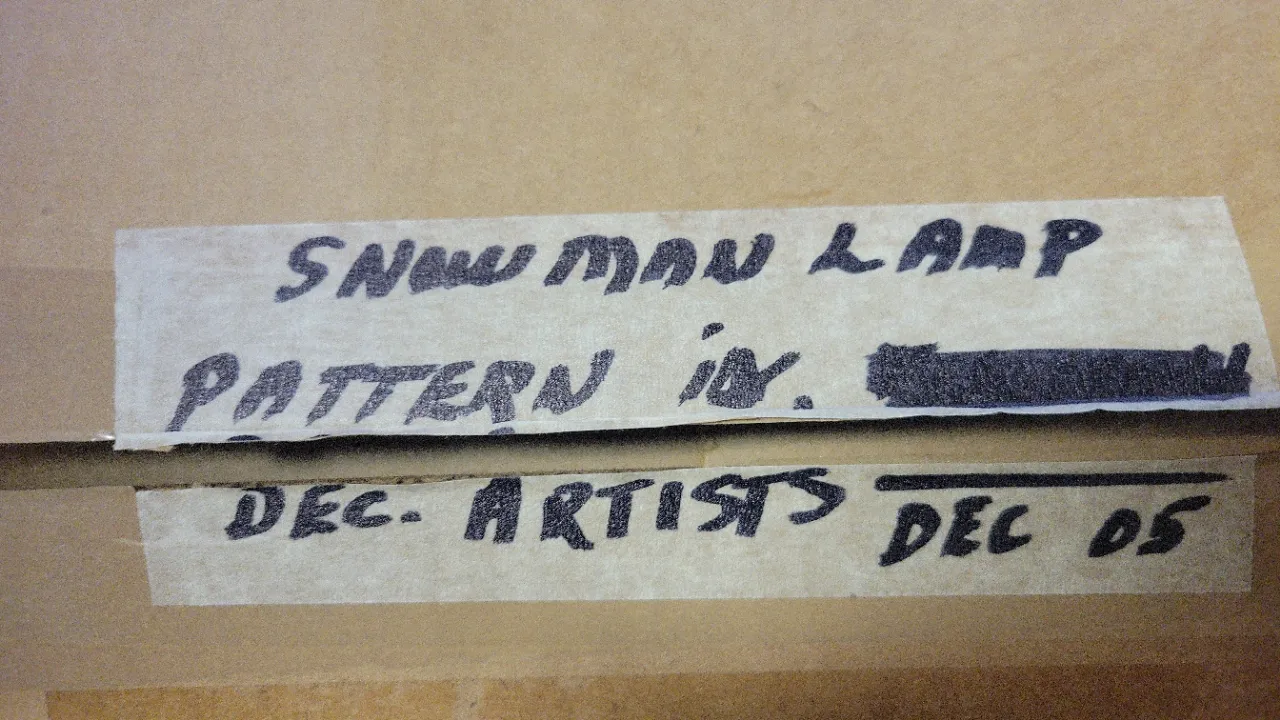 SNOWMAN LAMP
PATTERN in.
DEC. ARTISTS
DEC 05